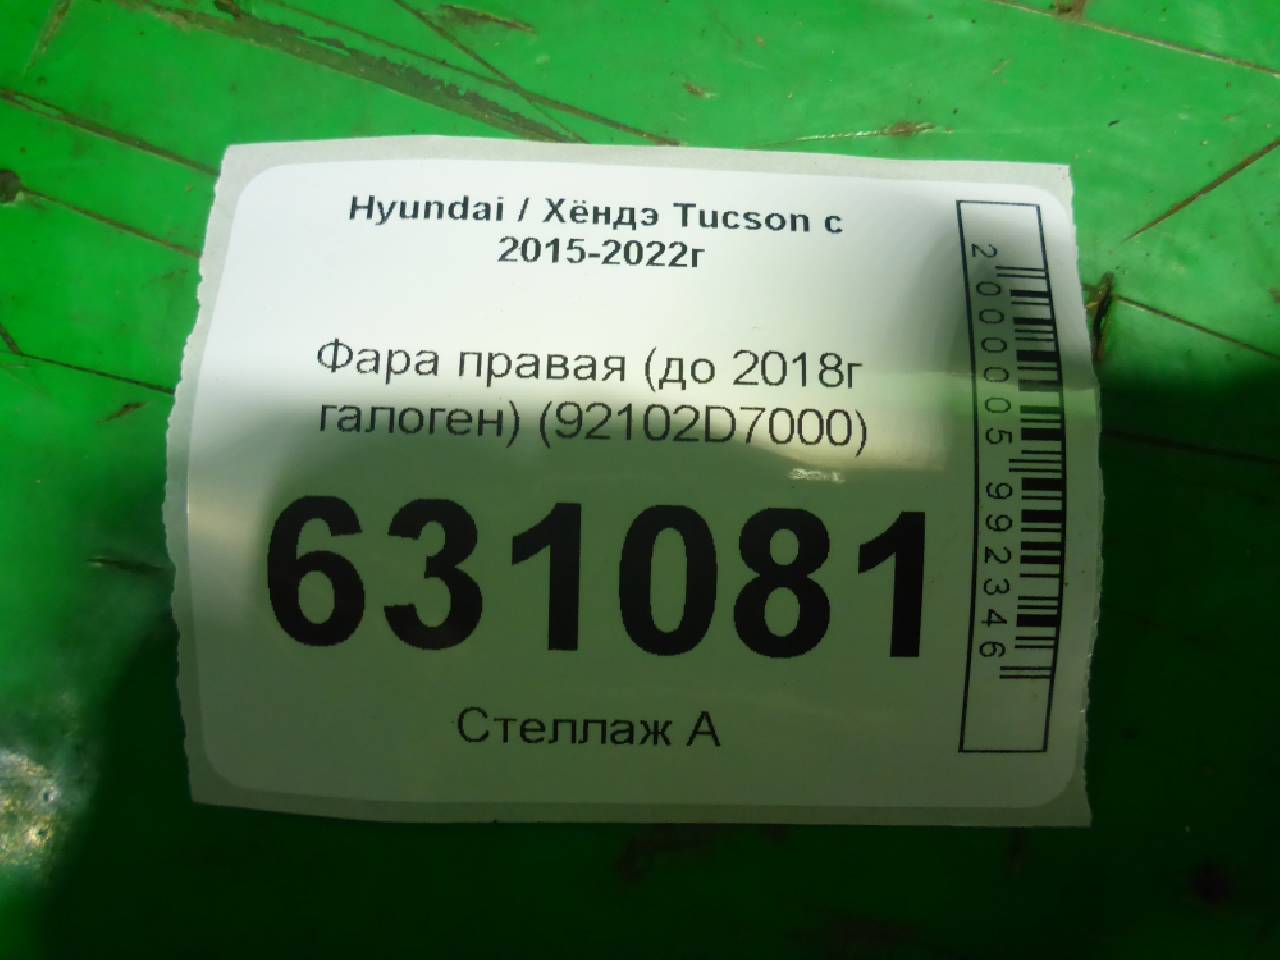 Hyundai / Хёндэ Tucson с
2015-2022г
Фара правая (до 2018г
галоген) (92102D7000)
631081
Стеллаж А
2000005992346